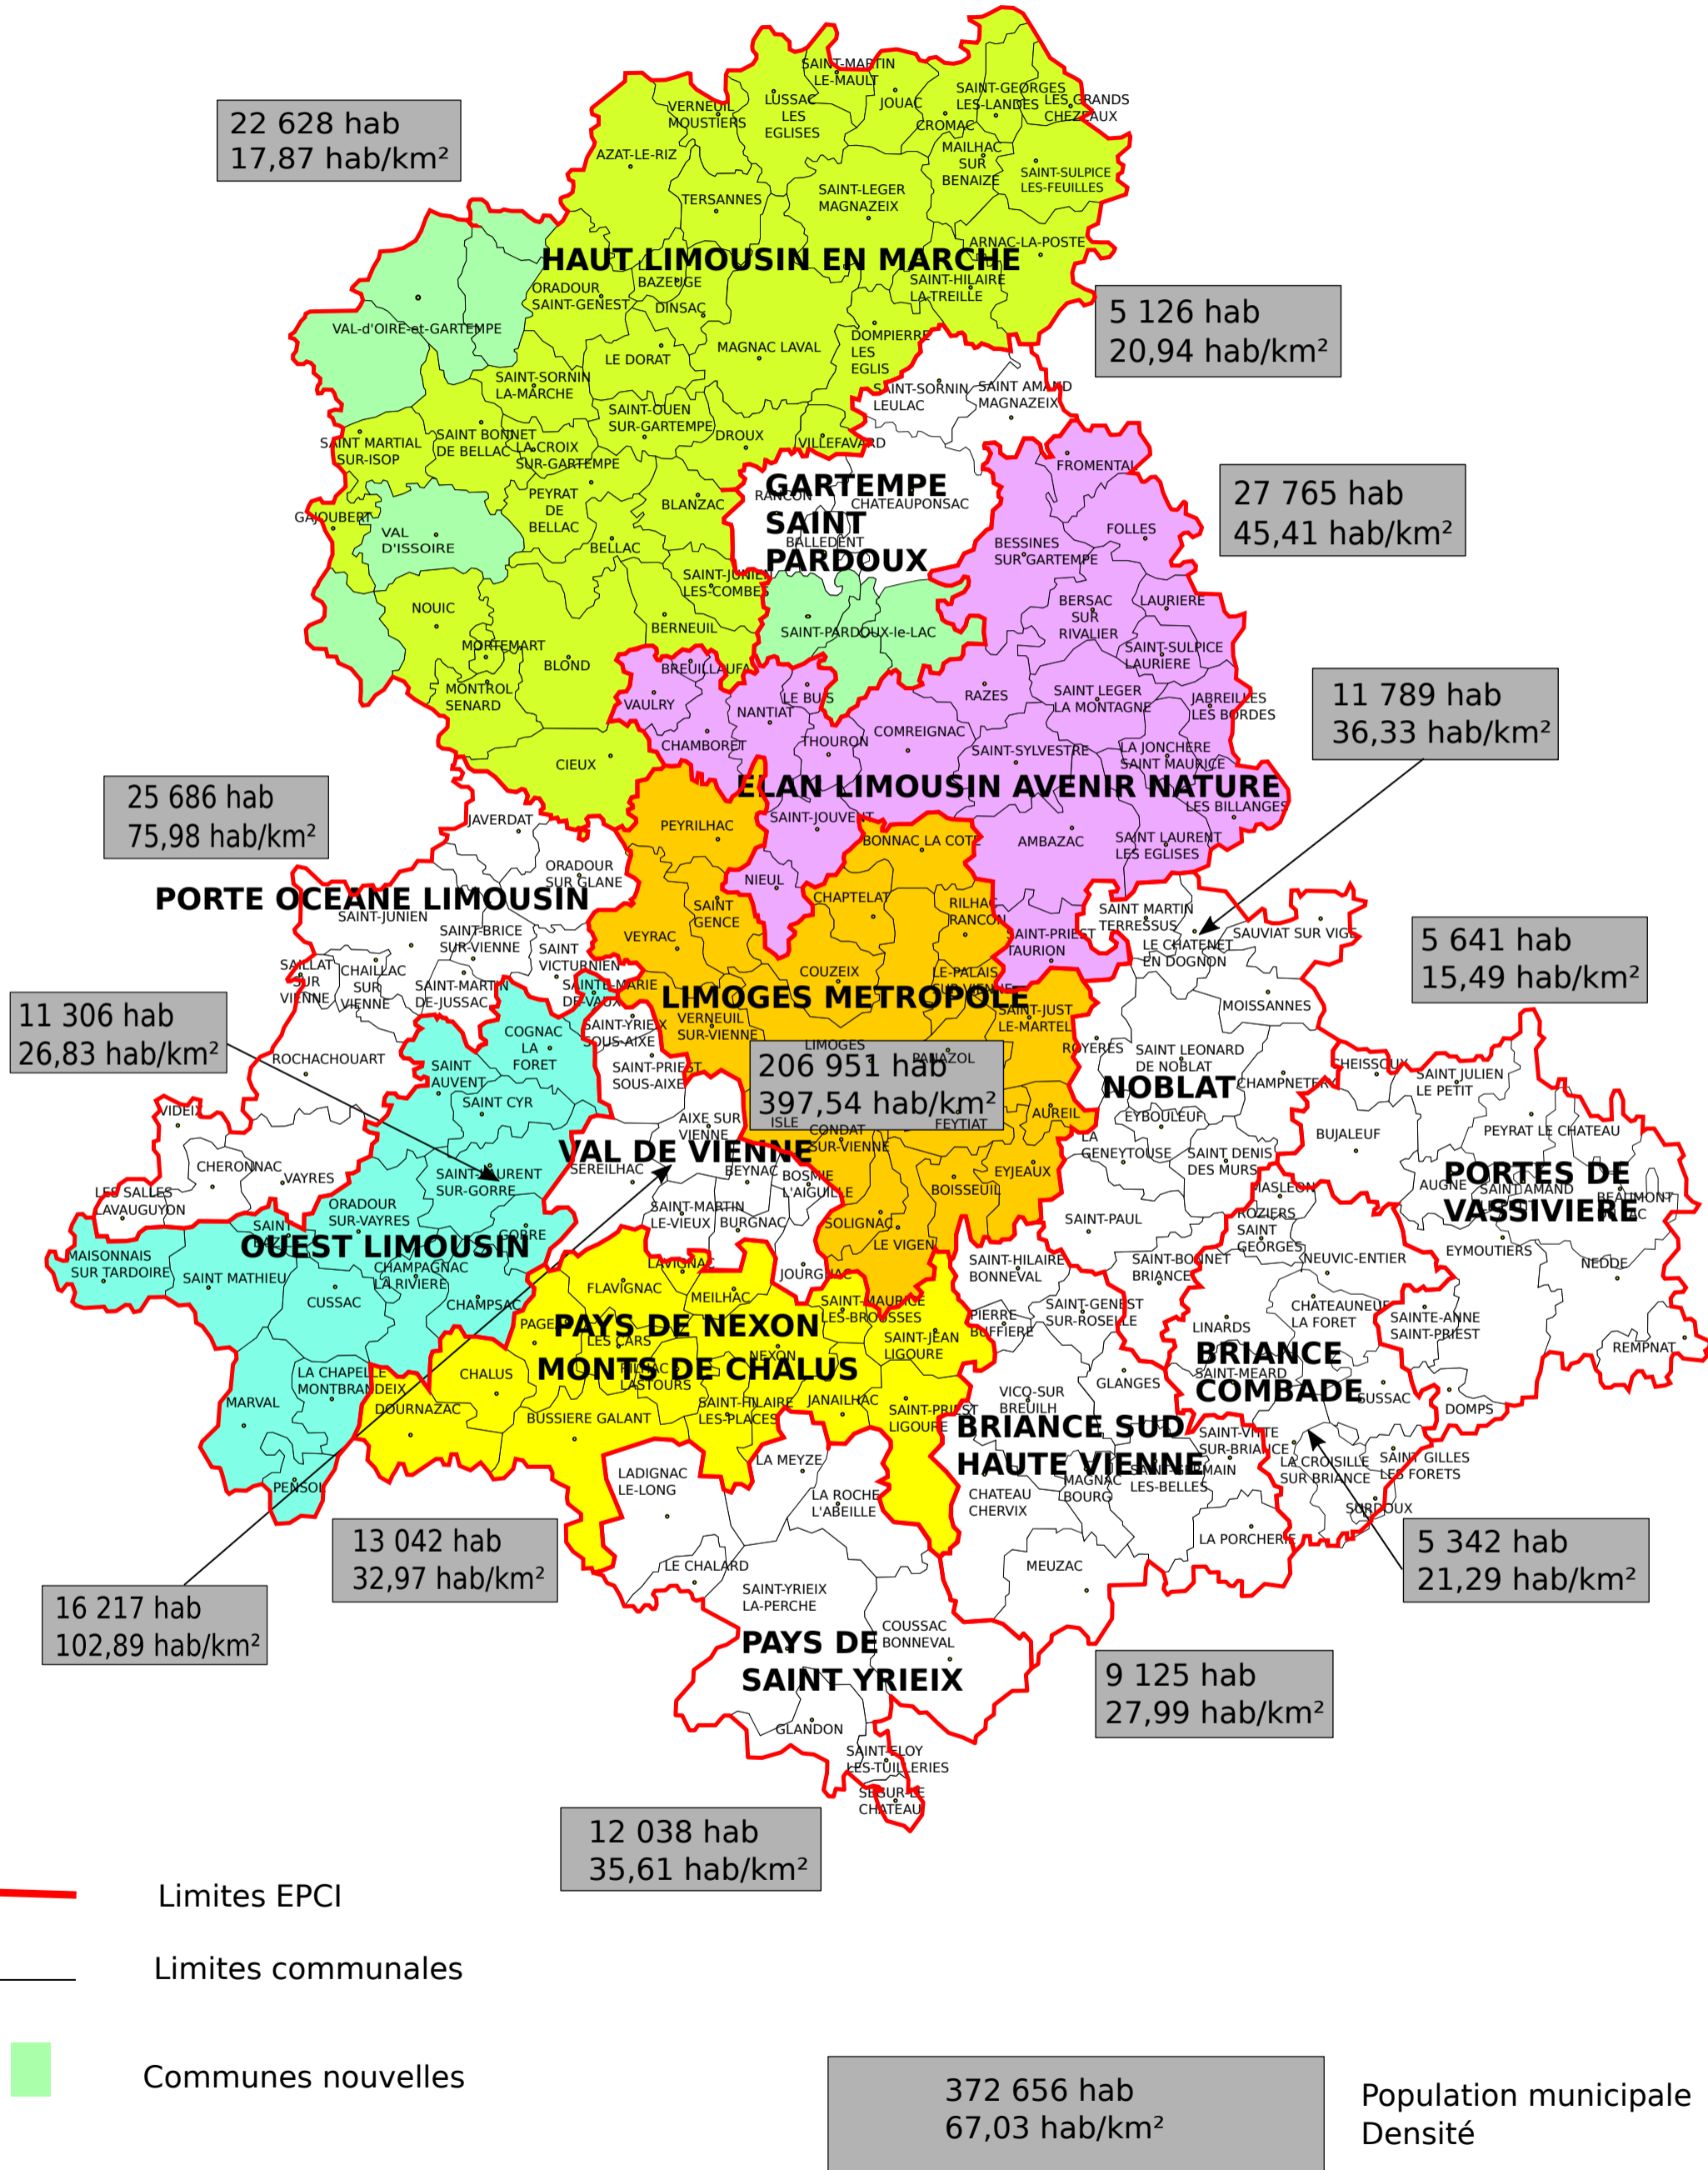 SAINT-MARTIN
LE-MAULT
VERNEUIL
MOUSTIERS
LUSSAC
LES
EGLISES
JOUAC
SAINT-GEORGES
LES-LANDES
LES GRANDS
CHEZEAUX
CROMAC
22 628 hab
17,87 hab/km²
AZAT-LE-RIZ
MAILHAC
SUR
BENAIZE
SAINT-SULPICE
LES-FEUILLES
TERSANNES
SAINT-LEGER
MAGNAZEIX
ARNAC-LA-POSTE
HAUT LIMOUSIN EN MARCHE
LA
BAZEUGE
ORADOUR
SAINT-GENEST
DINSAC
SAINT-HILAIRE
LA-TREILLE
5 126 hab
20,94 hab/km²
VAL-d'OIRE-et-GARTEMPE
LE DORAT
MAGNAC LAVAL
DOMPIERRE
LES
EGLIS
SAINT-SORNIN
LA-MARCHE
SAINT-SORNIN
LEULAC
SAINT AMAND
MAGNAZEIX
SAINT-OUEN
SUR-GARTEMPE
SAINT MARTIAL
SUR-ISOP
SAINT BONNET
DE BELLAC
LA CROIX
SUR-GARTEMPE
DROUX
VILLEFAVARD
FROMENTAL
GARTEMPE
SAINT
PARDOUX
RANCON
CHATEAUPONSAC
BALLEDENT
PEYRAT
DE
BELLAC
BLANZAC
27 765 hab
45,41 hab/km²
GAJOUBERT
VAL
D'ISSOIRE
BELLAC
BESSINES
SUR GARTEMPE
FOLLES
SAINT-JUNIEN
LES-COMBES
NOUIC
BERNEUIL
BERSAC
SUR
RIVALIER
LAURIERE
SAINT-PARDOUX-le-LAC
MORTEMART
BLOND
BREUILLAUFA
SAINT-SULPICE
LAURIERE
MONTROL
SENARD
VAULRY
LE BUIS
NANTIAT
RAZES
SAINT LEGER
LA MONTAGNE
JABREILLES
LES BORDES
11 789 hab
36,33 hab/km²
CHAMBORET
THOURON
COMREIGNAC
SAINT-SYLVESTRE
LA JONCHERE
SAINT MAURICE
CIEUX
ELAN LIMOUSIN AVENIR NATURE
25 686 hab
75,98 hab/km²
JAVERDAT
PEYRILHAC
SAINT-JOUVENT
LES BILLANGES
BONNAC LA COTE
AMBAZAC
SAINT LAURENT
LES EGLISES
ORADOUR
SUR GLANE
PORTE OCEANE LIMOUSIN
NIEUL
CHAPTELAT
SAINT-JUNIEN
SAINT
GENCE
RILHAC
RANCON
SAINT MARTIN
TERRESSUS
SAUVIAT SUR VIGE
SAINT-BRICE
SUR-VIENNE
VEYRAC
SAINT-PRIEST
TAURION
LE CHATENET
EN DOGNON
5 641 hab
15,49 hab/km²
SAILLAT
SUR
VIENNE
CHAILLAC
SUR
VIENNE
SAINT
VICTURNIEN
SAINT-MARTIN
DE-JUSSAC
SAINTE-MARIE
DE-VAUX
COUZEIX
LE-PALAIS
SUR-VIENNE
LIMOGES METROPOLE
MOISSANNES
11 306 hab
26,83 hab/km²
SAINT-YRIEIX
SOUS-AIXE
VERNEUIL
SUR-VIENNE
SAINT-JUST
LE-MARTEL
COGNAC
LA
FORET
ROCHACHOUART
SAINT
AUVENT
SAINT-PRIEST
SOUS-AIXE
LIMOGES
PANAZOL
206 951 hab
397,54 hab/km²
ROYERES
SAINT LEONARD
DE NOBLAT
NOBLAT
CHAMPNETERY
CHEISSOUX
SAINT JULIEN
LE PETIT
SAINT CYR
VIDEIX
AIXE SUR
VIENNE
ISLE
CONDAT
SUR-VIENNE
FEYTIAT
AUREIL
EYBOULEUF
BUJALEUF
PEYRAT LE CHATEAU
VAL DE VIENNE
CHERONNAC
VAYRES
SAINT-LAURENT
SUR-GORRE
SEREILHAC
BEYNAC
BOSMIE
L'AIGUILLE
EYJEAUX
LA
GENEYTOUSE
SAINT DENIS
DES MURS
LES SALLES
LAVAUGUYON
BOISSEUIL
MASLEON
AUGNE
PORTES DE
VASSIVIERE
ORADOUR
SUR-VAYRES
SAINT-MARTIN
LE-VIEUX
BURGNAC
SOLIGNAC
LE VIGEN
SAINT-PAUL
ROZIERS
SAINT
GEORGES
EYMOUTIERS
NEDDE
OUEST LIMOUSIN
GORRE
MAISONNAIS
SUR TARDOIRE
SAINT MATHIEU
CHAMPAGNAC
LA RIVIERE
LAVIGNAC
FLAVIGNAC
MEILHAC
JOURGNAC
SAINT-HILAIRE
BONNEVAL
SAINT-BONNET
BRIANCE
NEUVIC-ENTIER
CUSSAC
CHAMPSAC
SAINT-MAURICE
LES-BROUSSES
PIERRE
BUFFIERE
SAINT-GENEST
SUR-ROSELLE
CHATEAUNEUF
LA FORET
SAINTE-ANNE
SAINT-PRIEST
LINARDS
PAYS DE NEXON
MONTS DE CHALUS
LES CARS
NEXON
RILHAC
LASTOURS
SAINT-JEAN
LIGOURE
REMPNAT
BRIANCE
COMBADE
SAINT-MEARD
SUSSAC
DOMPS
LA CHAPELLE
MONTBRANDEIX
MARVAL
CHALUS
DOURNAZAC
BUSSIERE GALANT
SAINT-HILAIRE
LES-PLACES
JANAILHAC
SAINT-PRIEST
LIGOURE
VICO-SUR
BREUILH
GLANGES
BRIANCE SUD
HAUTE VIENNE
SAINT-VITTE
SUR-BRIANCE
LA CROISILLE
SUR BRIANCE
SAINT GILLES
LES FORETS
SURDOUX
PENSOL
LADIGNAC
LE-LONG
LA MEYZE
LA ROCHE
L'ABEILLE
CHATEAU
CHERVIX
MAGNAC
BOURG
SAINT-GERMAIN
LES-BELLES
LA PORCHERIE
13 042 hab
32,97 hab/km²
LE CHALARD
SAINT-YRIEIX
LA-PERCHE
MEUZAC
5 342 hab
21,29 hab/km²
16 217 hab
102,89 hab/km²
PAYS DE
SAINT YRIEIX
COUSSAC
BONNEVAL
9 125 hab
27,99 hab/km²
GLANDON
SAINT-ELOY
LES-TUILLERIES
SEGUR-LE
CHATEAU
12 038 hab
35,61 hab/km²
Limites EPCI
Limites communales
Communes nouvelles
372 656 hab
67,03 hab/km²
Population municipale
Densité